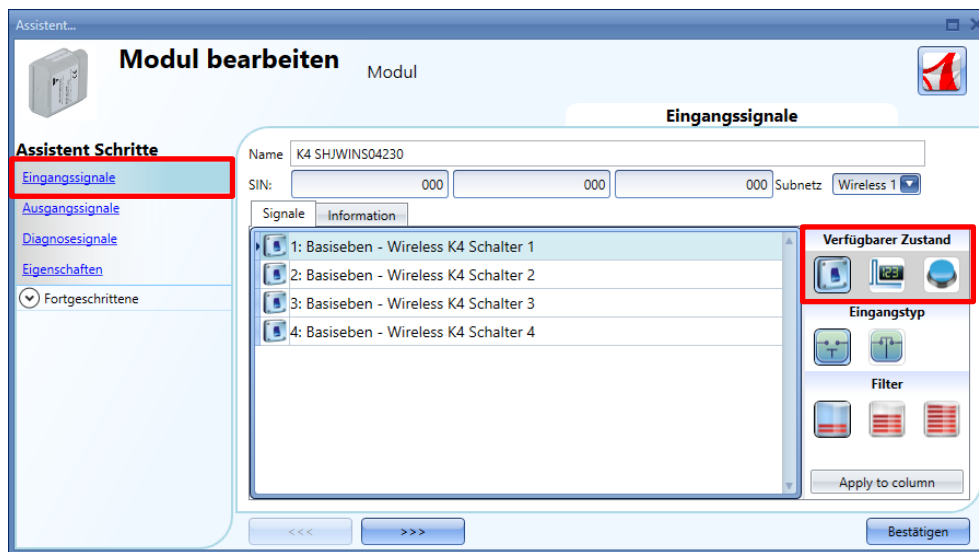 Assistent...
Modul bearbeiten
Modul
Eingangssignale
Assistent Schritte
Eingangssignale
Ausgangssignale
Diagnosesignale
Eigenschaften
Fortgeschrittene
Name K4 SHJWINS04230
SIN: 000 000 000 Subnetz Wireless 1
Signale Information
1: Basiseben - Wireless K4 Schalter 1
2: Basiseben - Wireless K4 Schalter 2
3: Basiseben - Wireless K4 Schalter 3
4: Basiseben - Wireless K4 Schalter 4
Verfügbarer Zustand
123
Eingangstyp
Filter
Apply to column
<<< >>> Bestätigen